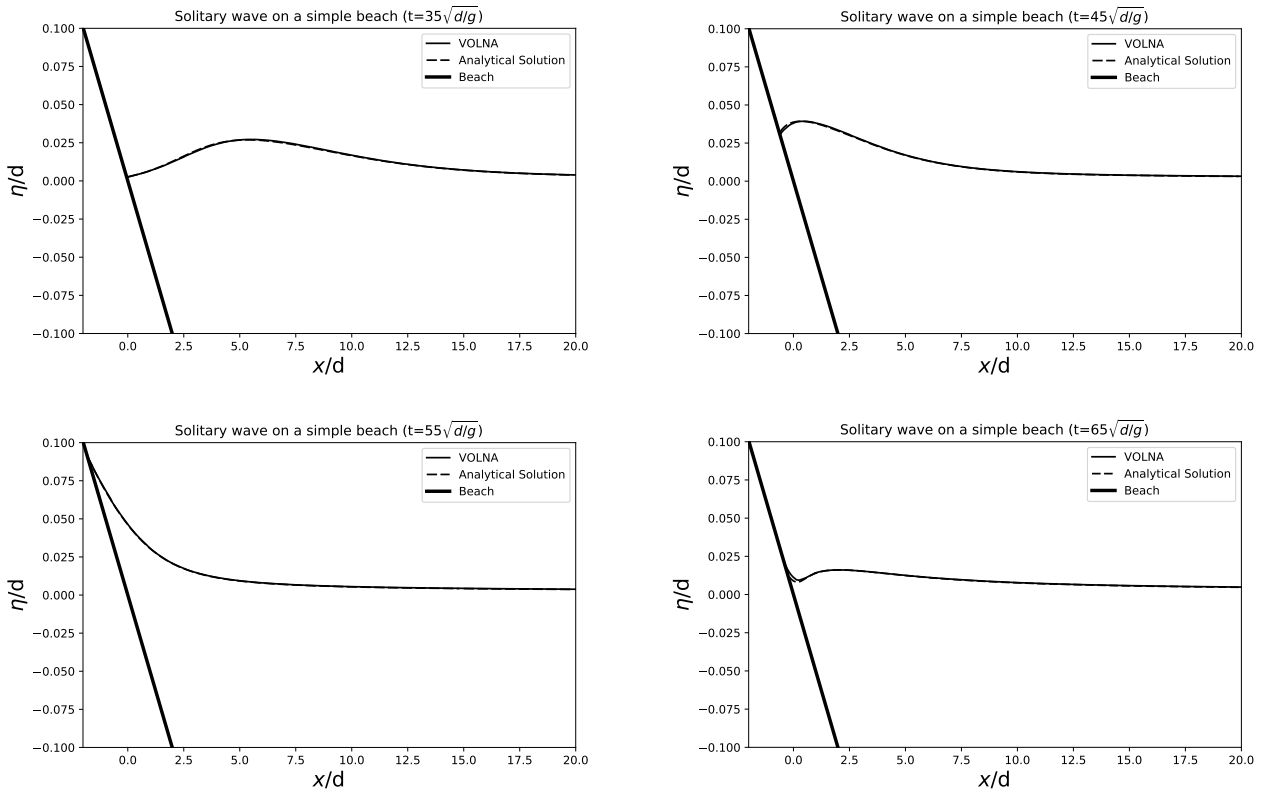 Solitary wave on a simple beach (t=35√d/g)
0.100
0.075
0.050
0.025
0.000
−0.025
−0.050
−0.075
−0.100
η/d
VOLNA
Analytical Solution
Beach
0.0 2.5 5.0 7.5 10.0 12.5 15.0 17.5 20.0
x/d
Solitary wave on a simple beach (t=45√d/g)
0.100
0.075
0.050
0.025
0.000
−0.025
−0.050
−0.075
−0.100
η/d
VOLNA
Analytical Solution
Beach
0.0 2.5 5.0 7.5 10.0 12.5 15.0 17.5 20.0
x/d
Solitary wave on a simple beach (t=55√d/g)
0.100
0.075
0.050
0.025
0.000
−0.025
−0.050
−0.075
−0.100
η/d
VOLNA
Analytical Solution
Beach
0.0 2.5 5.0 7.5 10.0 12.5 15.0 17.5 20.0
x/d
Solitary wave on a simple beach (t=65√d/g)
0.100
0.075
0.050
0.025
0.000
−0.025
−0.050
−0.075
−0.100
η/d
VOLNA
Analytical Solution
Beach
0.0 2.5 5.0 7.5 10.0 12.5 15.0 17.5 20.0
x/d